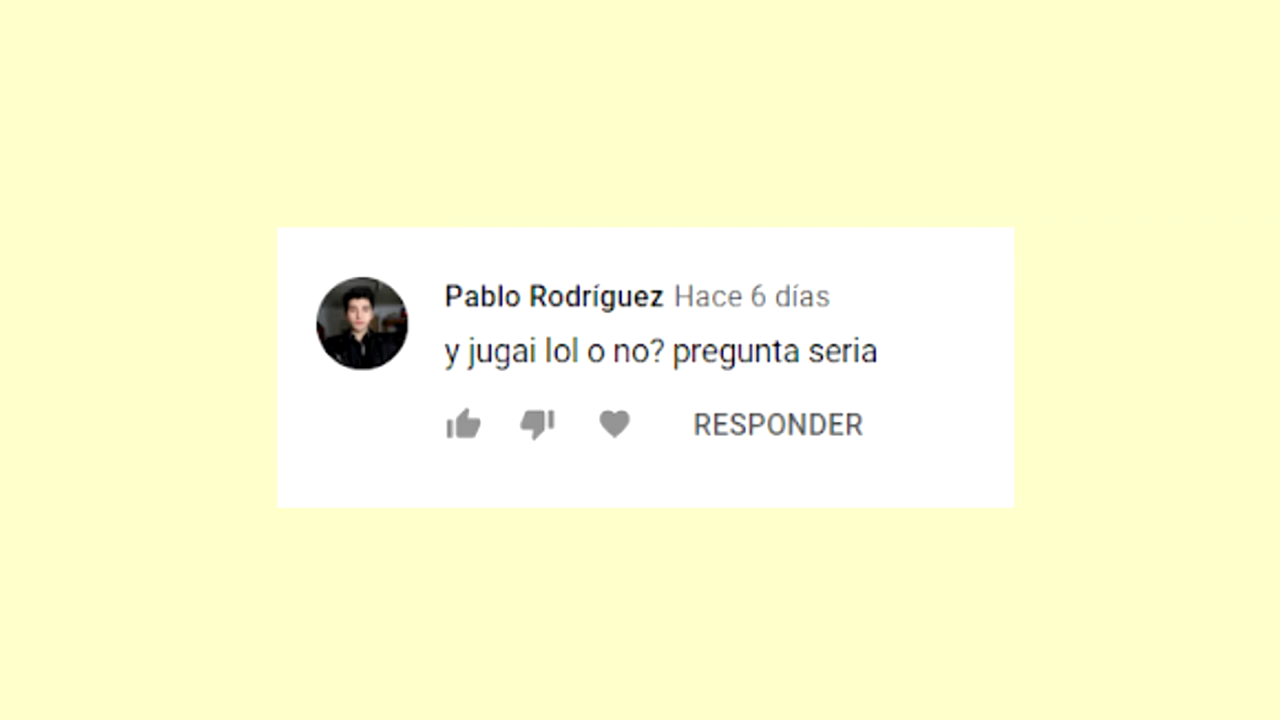 Pablo Rodríguez Hace 6 días
y jugai lol o no? pregunta seria
RESPONDER